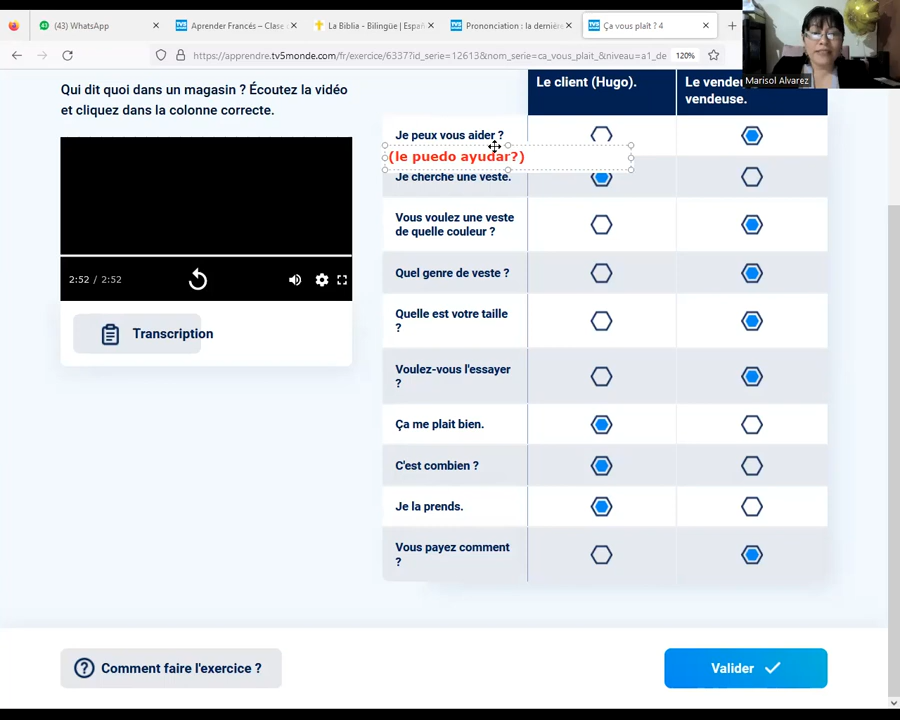 (43) WhatsApp
Aprender Francés – Clase
La Biblia - Bilingüe | Españ
Prononciation : la dernière
Ça vous plaît ? 4
https://apprendre.tv5monde.com/fr/exercice/6337?id_serie=12613&nom_serie=ca_vous_plait_&niveau=a1_de
120%
Marisol Alvarez
Qui dit quoi dans un magasin ? Écoutez la vidéo
et cliquez dans la colonne correcte.
2:52 / 2:52
Transcription
Le client (Hugo).
Le vende
vendeuse.
Je peux vous aider ?
(le puedo ayudar?)
Je cherche une veste.
Vous voulez une veste
de quelle couleur ?
Quel genre de veste ?
Quelle est votre taille
?
Voulez-vous l'essayer
?
Ça me plait bien.
C'est combien ?
Je la prends.
Vous payez comment
?
Comment faire l'exercice ?
Valider